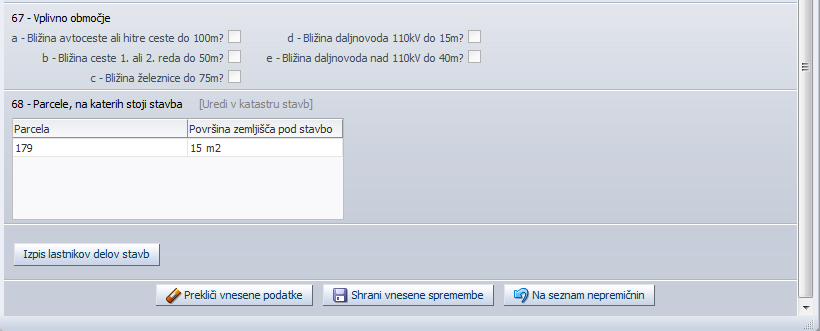 67 - Vplivno območje
a - Bližina avtoceste ali hitre ceste do 100m? d - Bližina daljnovoda 110kV do 15m?
b - Bližina ceste 1. ali 2. reda do 50m? e - Bližina daljnovoda nad 110kV do 40m?
c - Bližina železnice do 75m?
68 - Parcele, na katerih stoji stavba [Uredi v katastru stavb]
Parcela Površina zemljišča pod stavbo
179 15 m2
Izpis lastnikov delov stavb
Prekliči vnesene podatke Shrani vnesene spremembe Na seznam nepremičnin